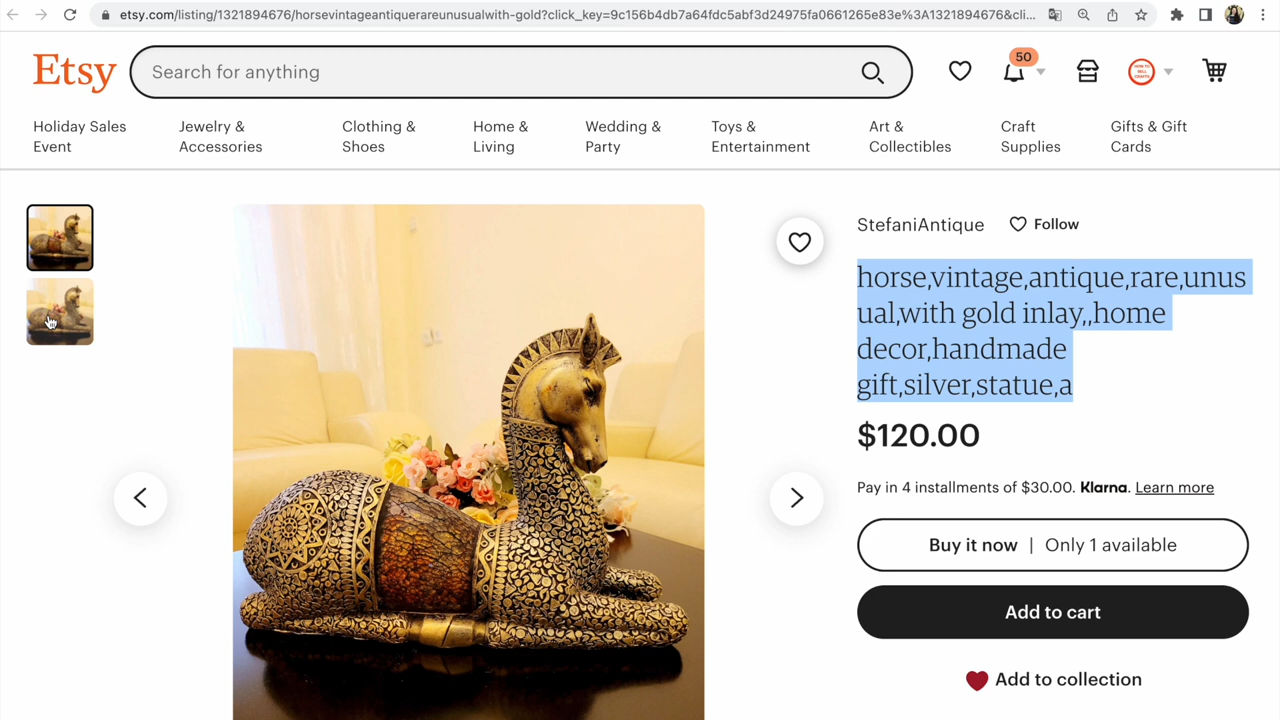 etsy.com/listing/1321894676/horsevintageantiquerareunusualwith-gold?click_key=9c156b4db7a64fdc5abf3d24975fa0661265e83e%3A1321894676&cli...
Etsy
Search for anything
50
HOW TO SELL CRAFTS
Holiday Sales Event
Jewelry & Accessories
Clothing & Shoes
Home & Living
Wedding & Party
Toys & Entertainment
Art & Collectibles
Craft Supplies
Gifts & Gift Cards
StefaniAntique
Follow
horse,vintage,antique,rare,unus
ual,with gold inlay,,home
decor,handmade
gift,silver,statue,a
$120.00
Pay in 4 installments of $30.00. Klarna. Learn more
Buy it now | Only 1 available
Add to cart
Add to collection